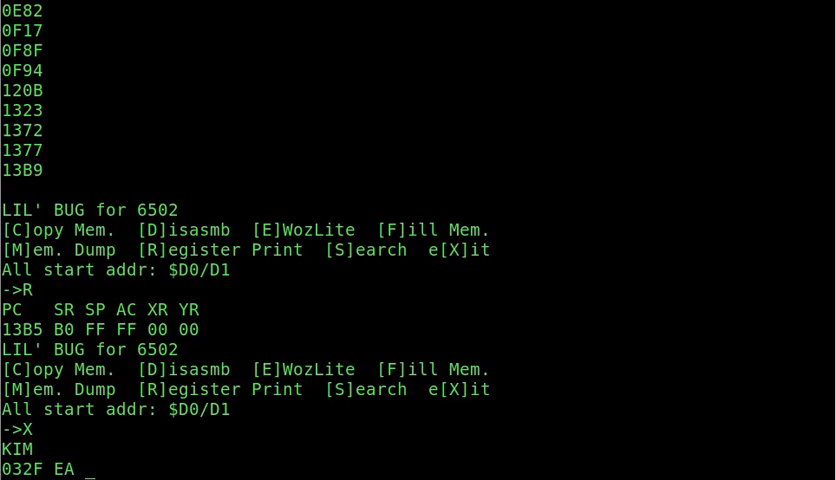 0E82
0F17
0F8F
0F94
120B
1323
1372
1377
13B9
LIL' BUG for 6502
[C]opy Mem.  [D]isasmb  [E]WozLite  [F]ill Mem.
[M]em. Dump  [R]egister Print  [S]earch  e[X]it
All start addr: $D0/D1
->R
PC   SR SP AC XR YR
13B5 B0 FF FF 00 00
LIL' BUG for 6502
[C]opy Mem.  [D]isasmb  [E]WozLite  [F]ill Mem.
[M]em. Dump  [R]egister Print  [S]earch  e[X]it
All start addr: $D0/D1
->X
KIM
032F EA _